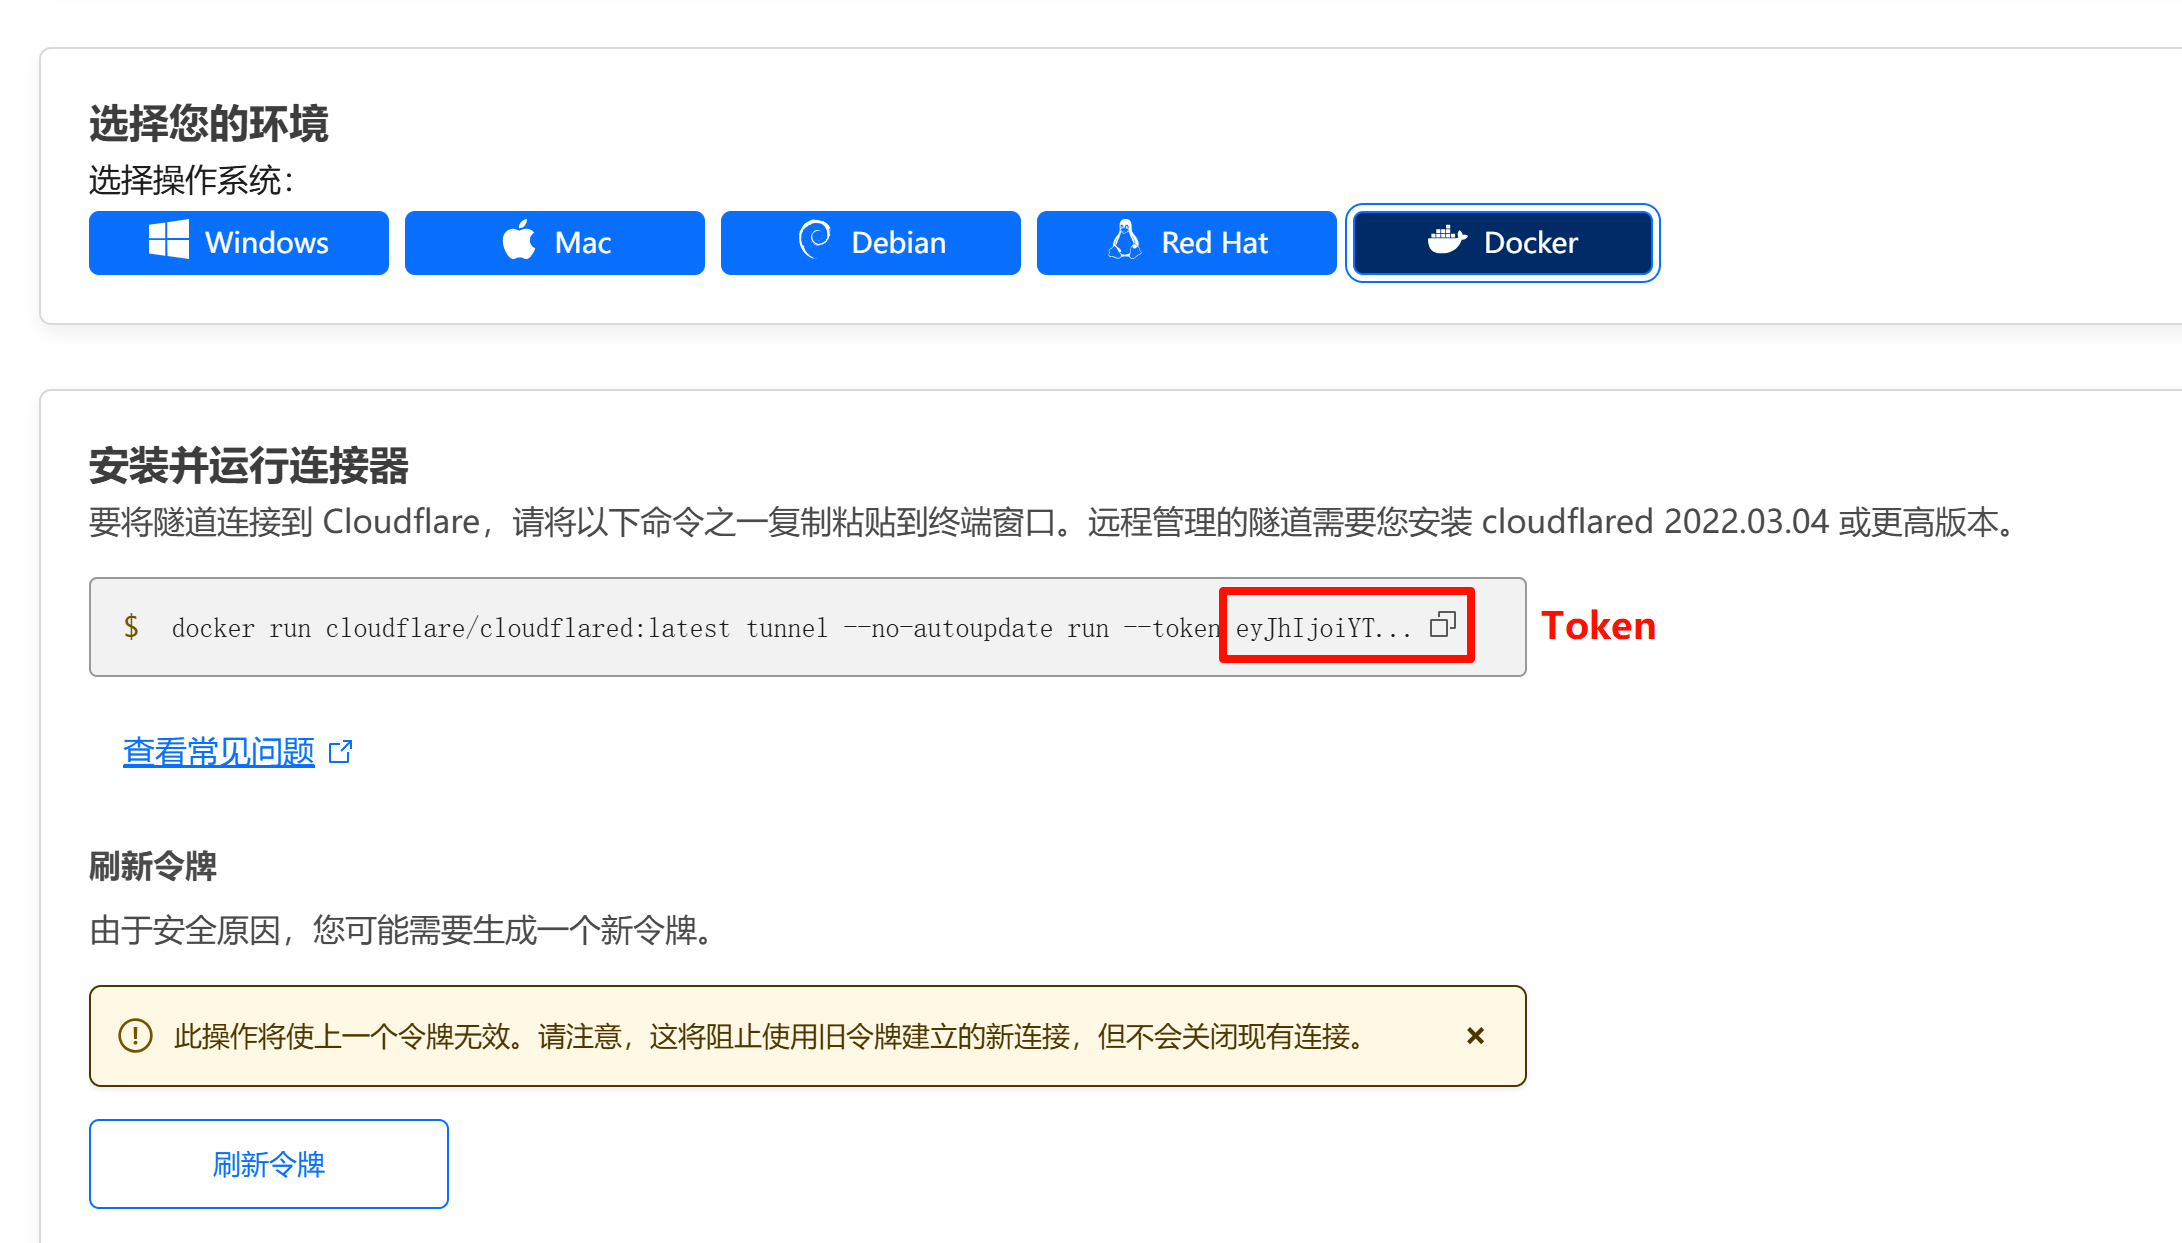 选择您的环境
选择操作系统：
Windows
Mac
Debian
Red Hat
Docker
安装并运行连接器
要将隧道连接到 Cloudflare，请将以下命令之一复制粘贴到终端窗口。远程管理的隧道需要您安装 cloudflared 2022.03.04 或更高版本。
$ docker run cloudflare/cloudflared:latest tunnel --no-autoupdate run --token eyJhIjoiYT...
Token
查看常见问题
刷新令牌
由于安全原因，您可能需要生成一个新令牌。
此操作将使上一个令牌无效。请注意，这将阻止使用旧令牌建立的新连接，但不会关闭现有连接。
刷新令牌